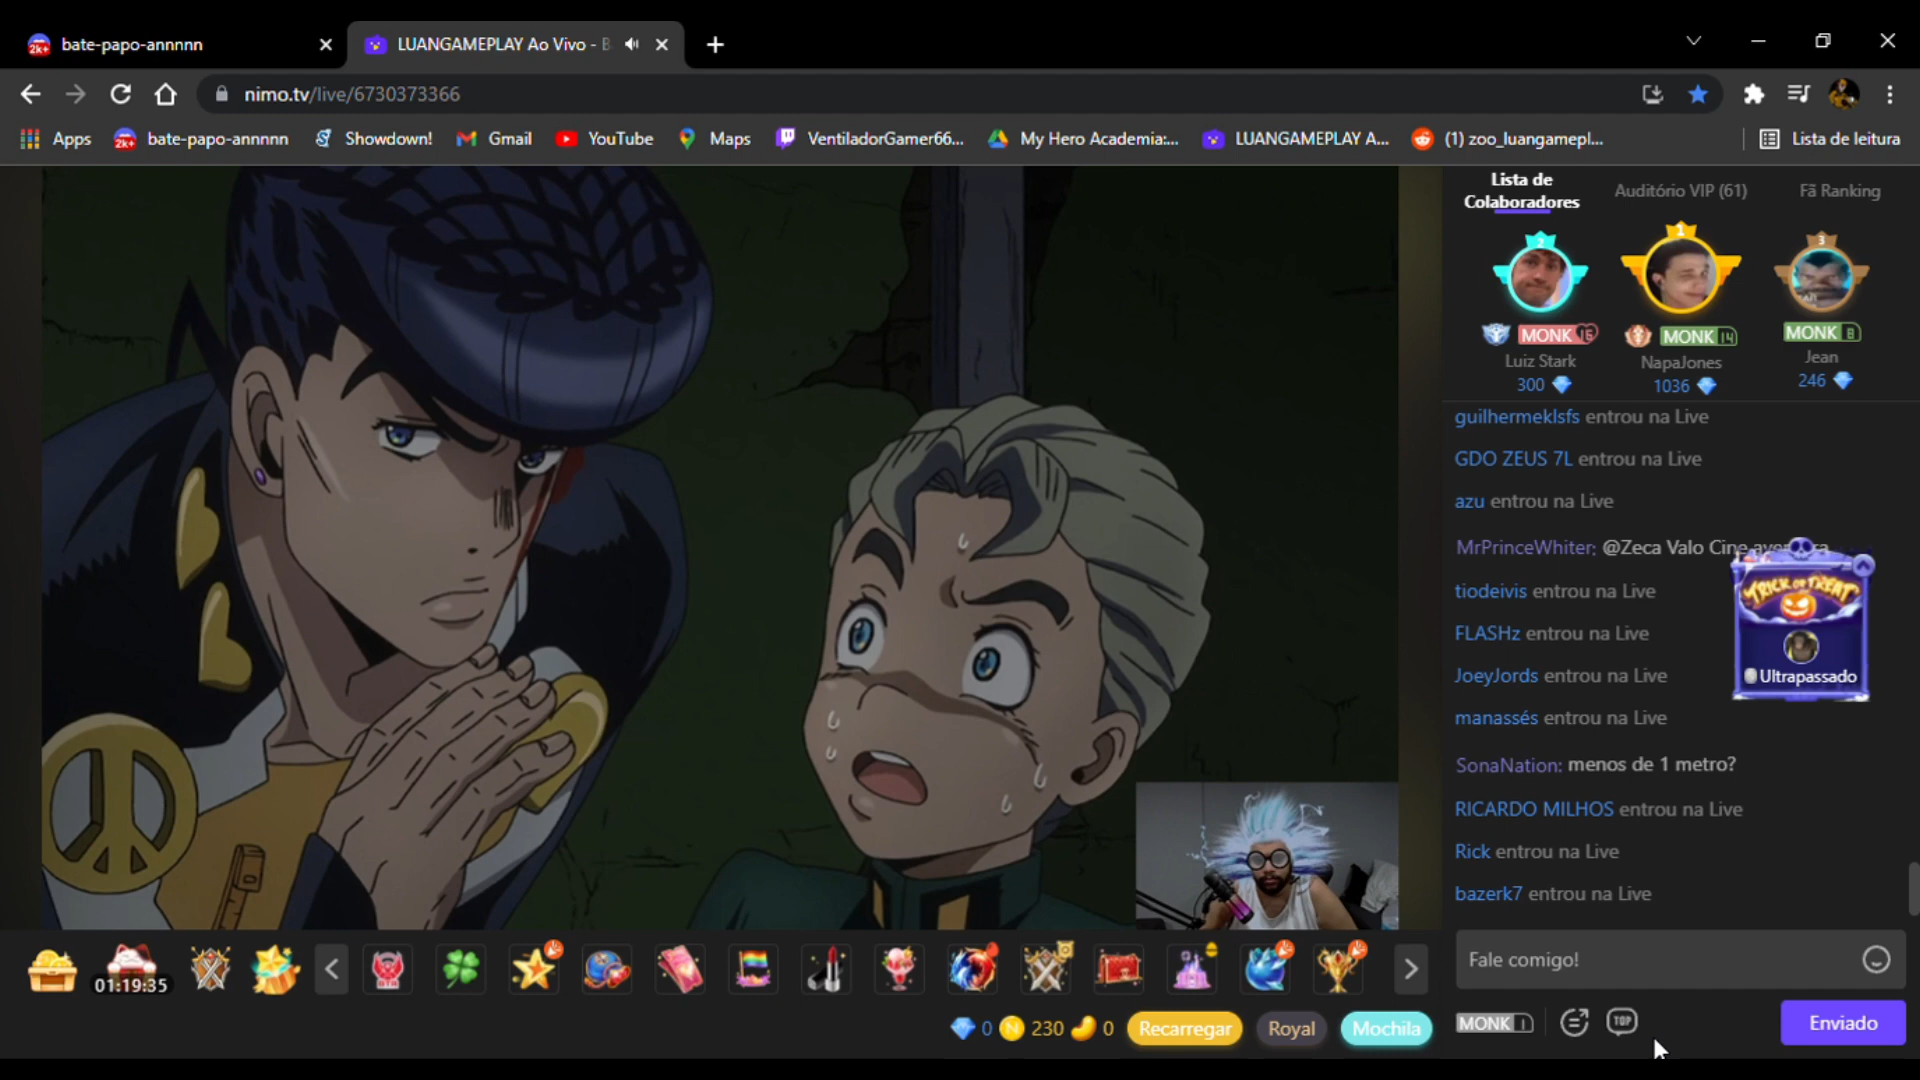 bate-papo-annnnn
LUANGAMEPLAY Ao Vivo - B
nimo.tv/live/6730373366
Apps
2k+
bate-papo-annnnn
Showdown!
Gmail
YouTube
Maps
VentiladorGamer66...
My Hero Academia:...
LUANGAMEPLAY A...
(1) zoo_luangamepl...
Lista de leitura
Lista de
Colaboradores
Auditório VIP (61)
Fã Ranking
2
1
3
MONK 15
MONK 14
MONK 8
Luiz Stark
NapaJones
Jean
300
1036
246
guilhermeklsfs entrou na Live
GDO ZEUS 7L entrou na Live
azu entrou na Live
MrPrinceWhiter: @Zeca Valo Cine
tiodeivis entrou na Live
FLASHz entrou na Live
JoeyJords entrou na Live
manassés entrou na Live
SonaNation: menos de 1 metro?
RICARDO MILHOS entrou na Live
Rick entrou na Live
bazerk7 entrou na Live
TRICK OR TREAT
Ultrapassado
01:19:35
Fale comigo!
0
N 230
0
Recarregar
Royal
Mochila
MONK 1
TOP
Enviado